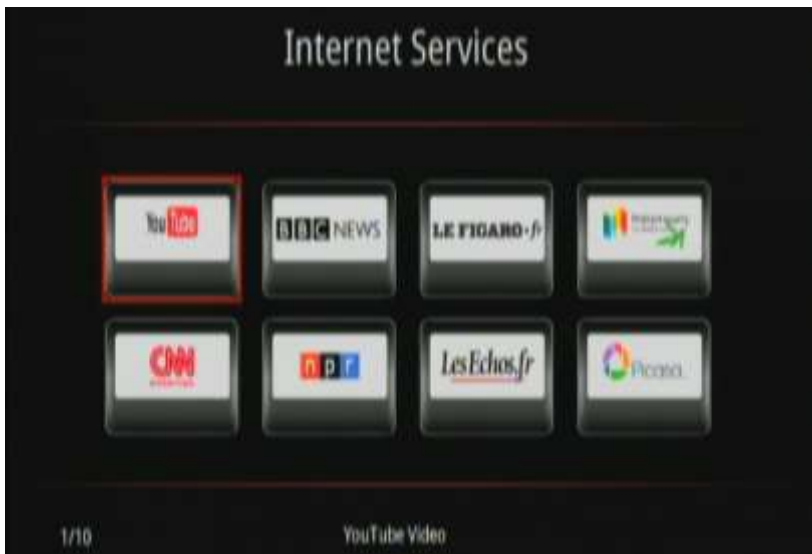 Internet Services
YouTube
BBC NEWS
LE FIGARO·fr
CNN
npr
LesEchos.fr
Picasa
1/10
YouTube Video